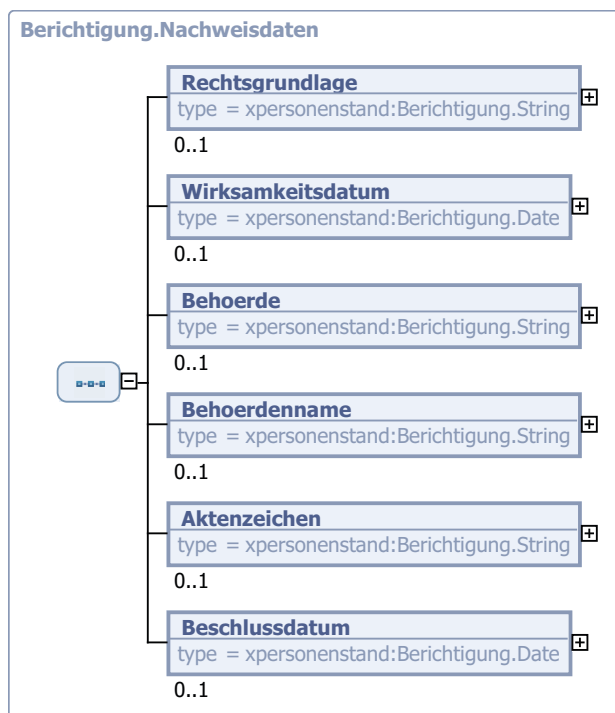 Berichtigung.Nachweisdaten
Rechtsgrundlage
type = xpersonenstand:Berichtigung.String
0..1
Wirksamkeitsdatum
type = xpersonenstand:Berichtigung.Date
0..1
Behoerde
type = xpersonenstand:Berichtigung.String
0..1
Behoerdenname
type = xpersonenstand:Berichtigung.String
0..1
Aktenzeichen
type = xpersonenstand:Berichtigung.String
0..1
Beschlussdatum
type = xpersonenstand:Berichtigung.Date
0..1